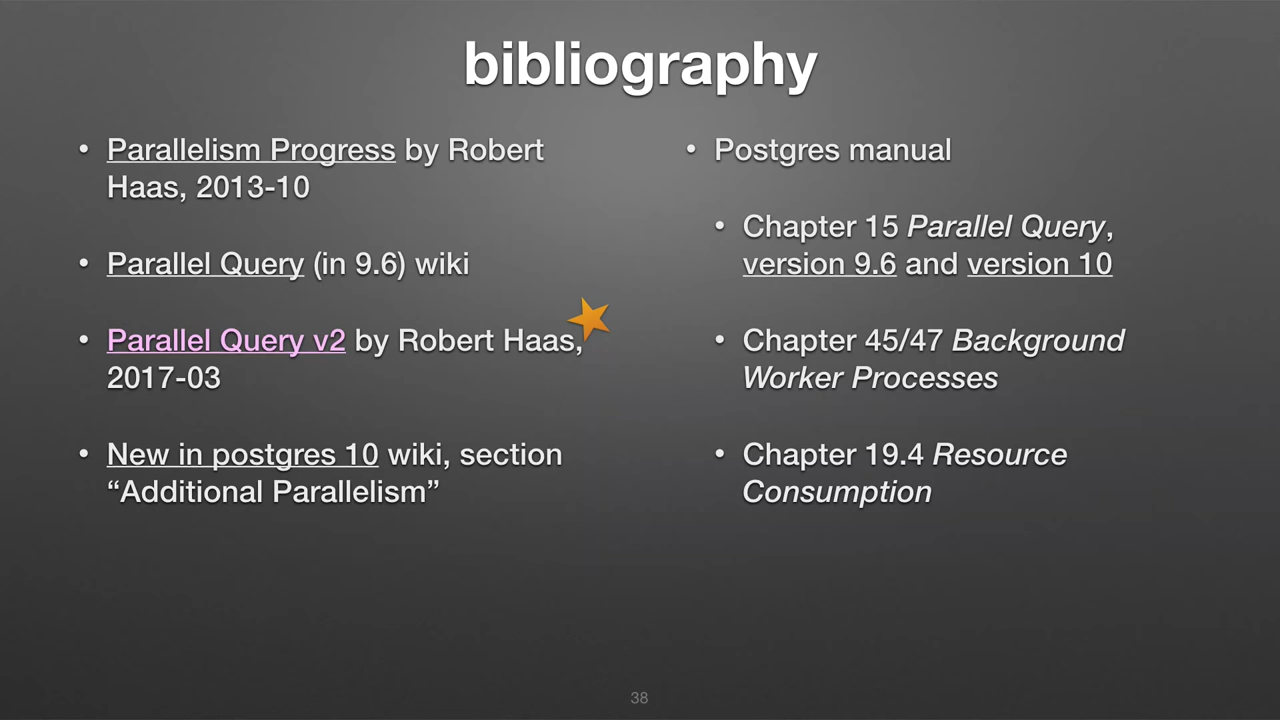 bibliography
• Parallelism Progress by Robert
Haas, 2013-10
• Parallel Query (in 9.6) wiki
• Parallel Query v2 by Robert Haas,
2017-03
• New in postgres 10 wiki, section
“Additional Parallelism”
• Postgres manual
• Chapter 15 Parallel Query,
version 9.6 and version 10
• Chapter 45/47 Background
Worker Processes
• Chapter 19.4 Resource
Consumption
38